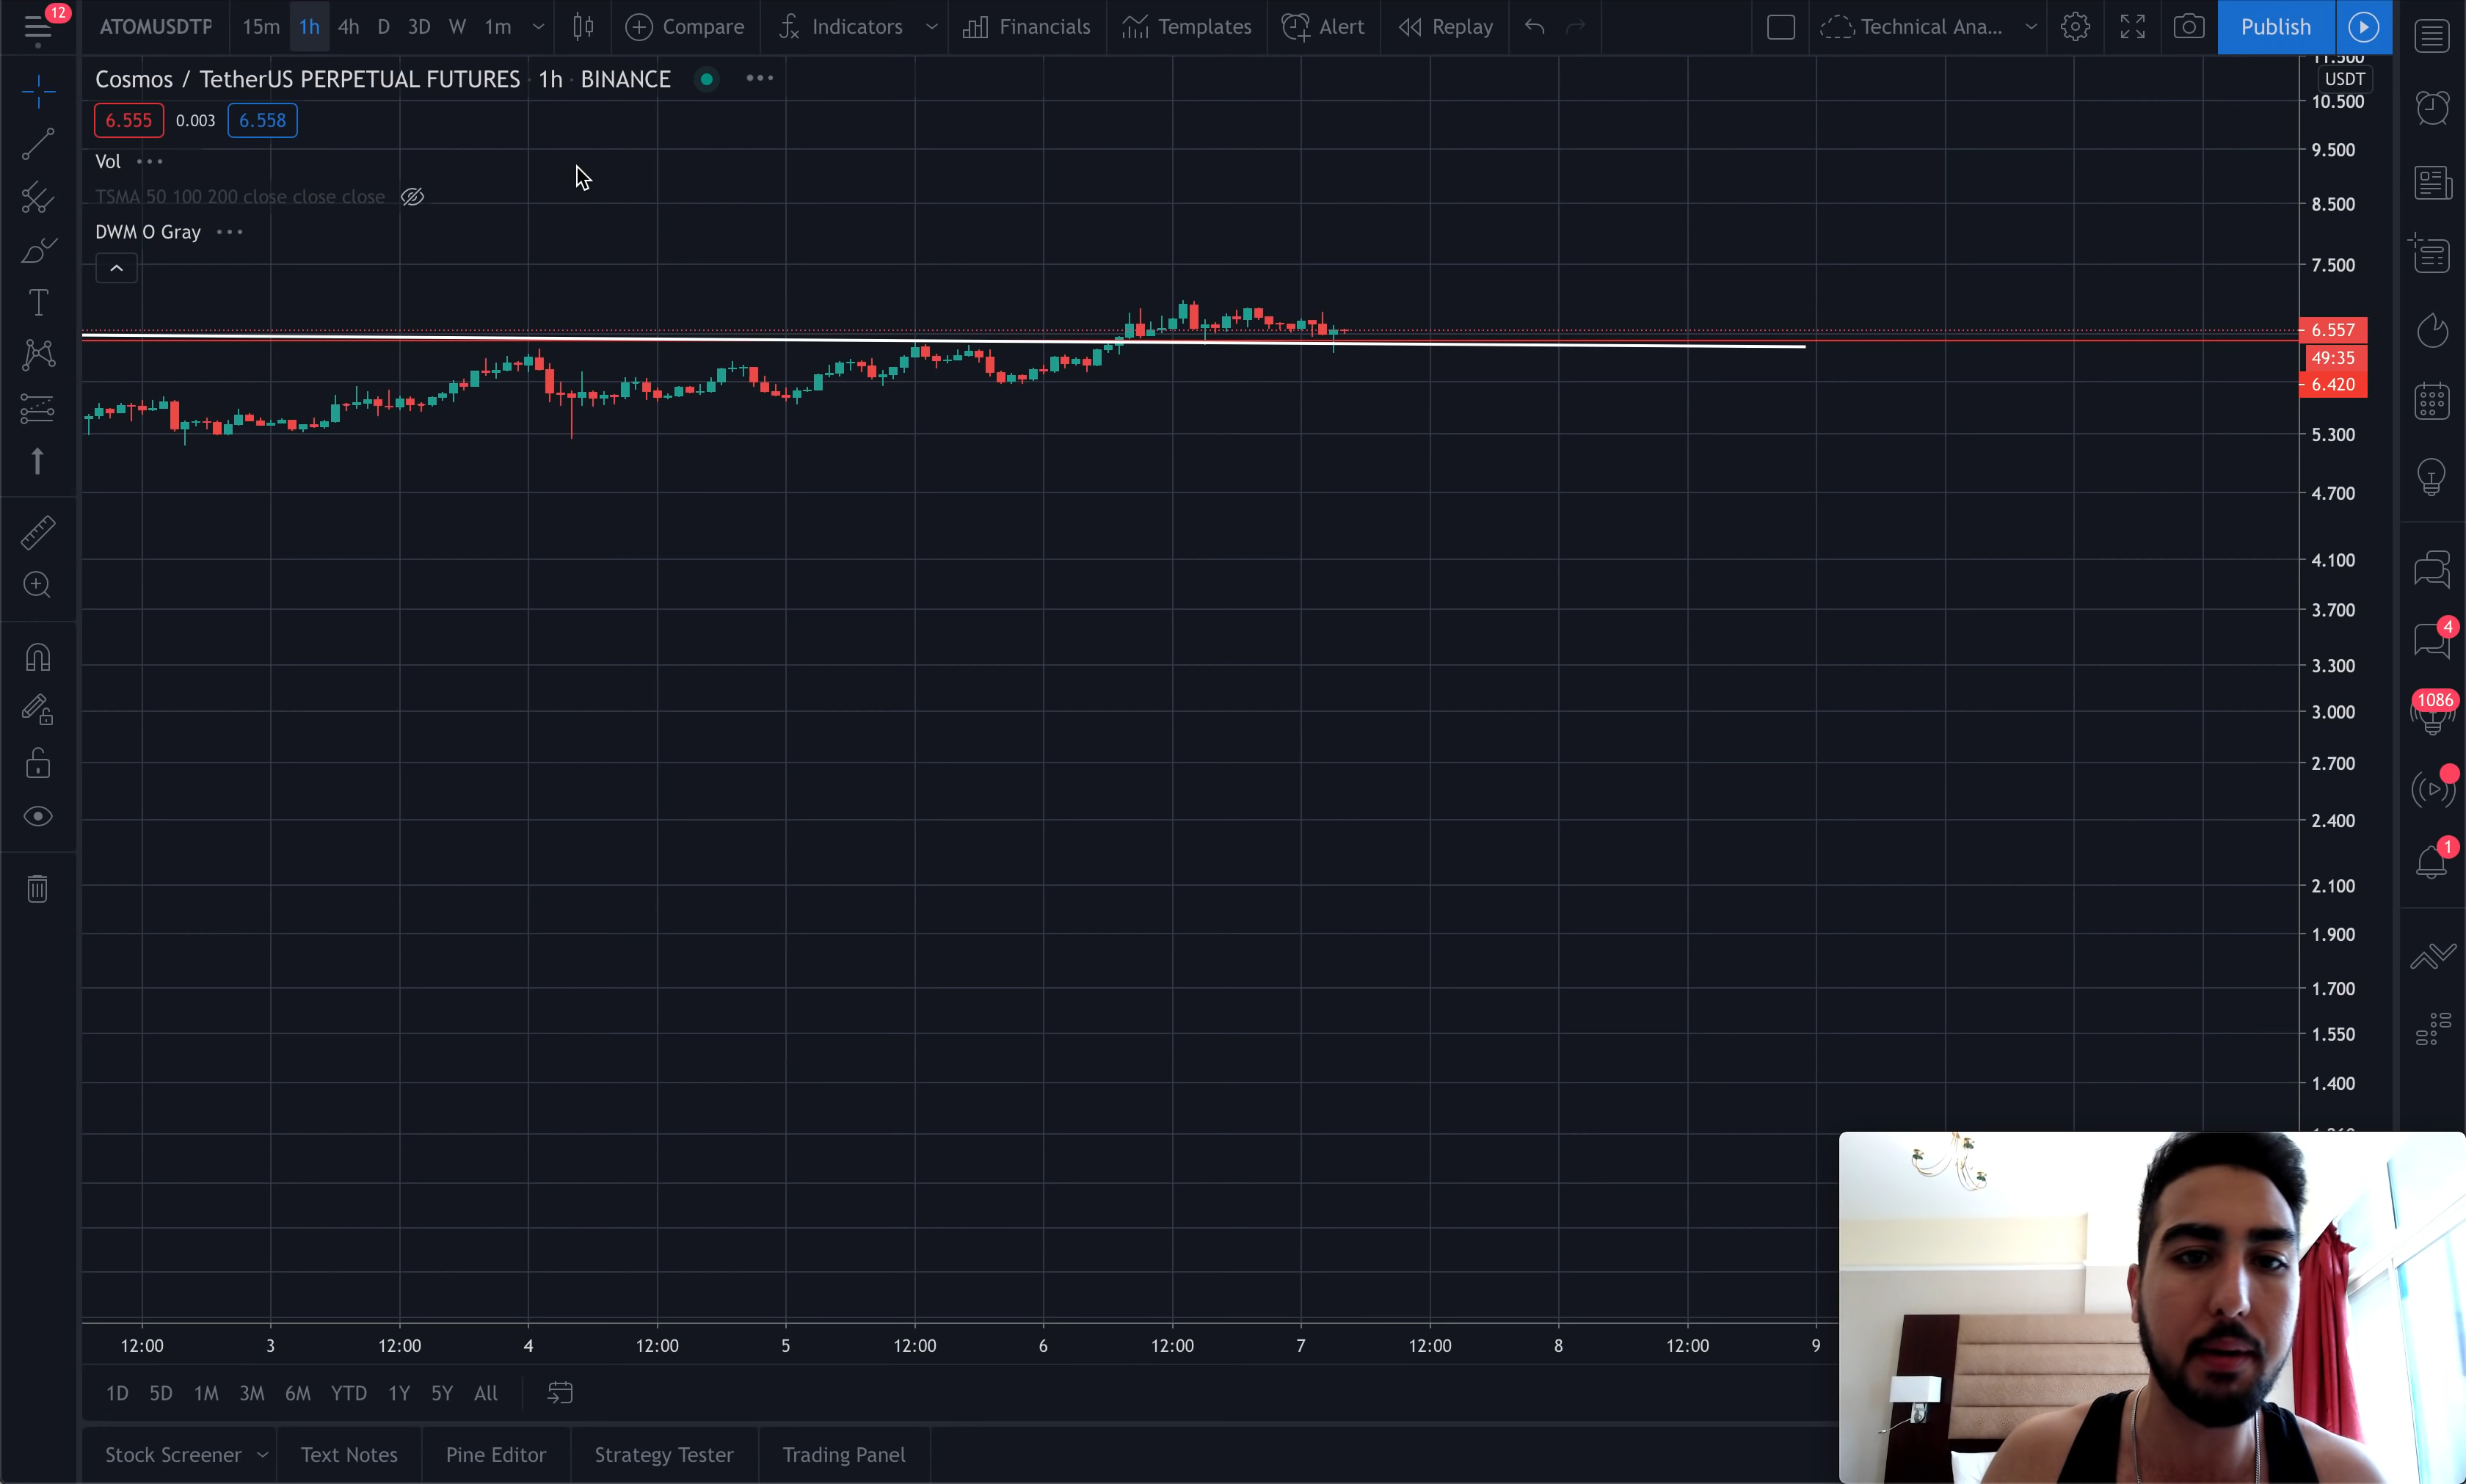 12 ATOMUSDTP 15m 1h 4h D 3D W 1m Compare Indicators Financials Templates Alert Replay Technical Ana... Publish
Cosmos / TetherUS PERPETUAL FUTURES · 1h · BINANCE
6.555 0.003 6.558
Vol
TSMA 50 100 200 close close close
DWM O Gray
11.500
USDT
10.500
9.500
8.500
7.500
6.557
49:35
6.420
5.300
4.700
4.100
3.700
3.300
3.000
2.700
2.400
2.100
1.900
1.700
1.550
1.400
4
1086
1
12:00 3 12:00 4 12:00 5 12:00 6 12:00 7 12:00 8 12:00 9
1D 5D 1M 3M 6M YTD 1Y 5Y All
Stock Screener Text Notes Pine Editor Strategy Tester Trading Panel